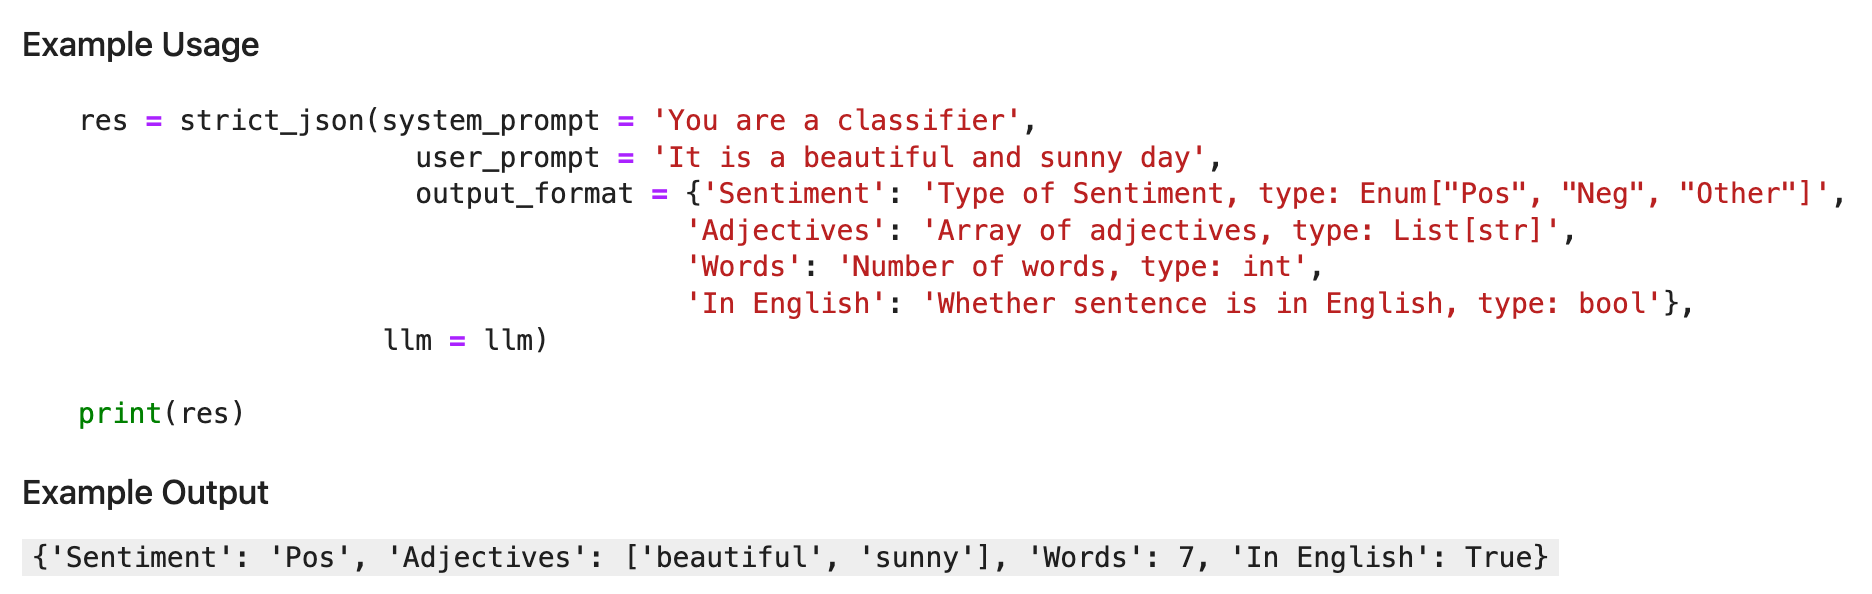 Example Usage
res = strict_json(system_prompt = 'You are a classifier',
user_prompt = 'It is a beautiful and sunny day',
output_format = {'Sentiment': 'Type of Sentiment, type: Enum["Pos", "Neg", "Other"]',
'Adjectives': 'Array of adjectives, type: List[str]',
'Words': 'Number of words, type: int',
'In English': 'Whether sentence is in English, type: bool'},
llm = llm)
print(res)
Example Output
{'Sentiment': 'Pos', 'Adjectives': ['beautiful', 'sunny'], 'Words': 7, 'In English': True}